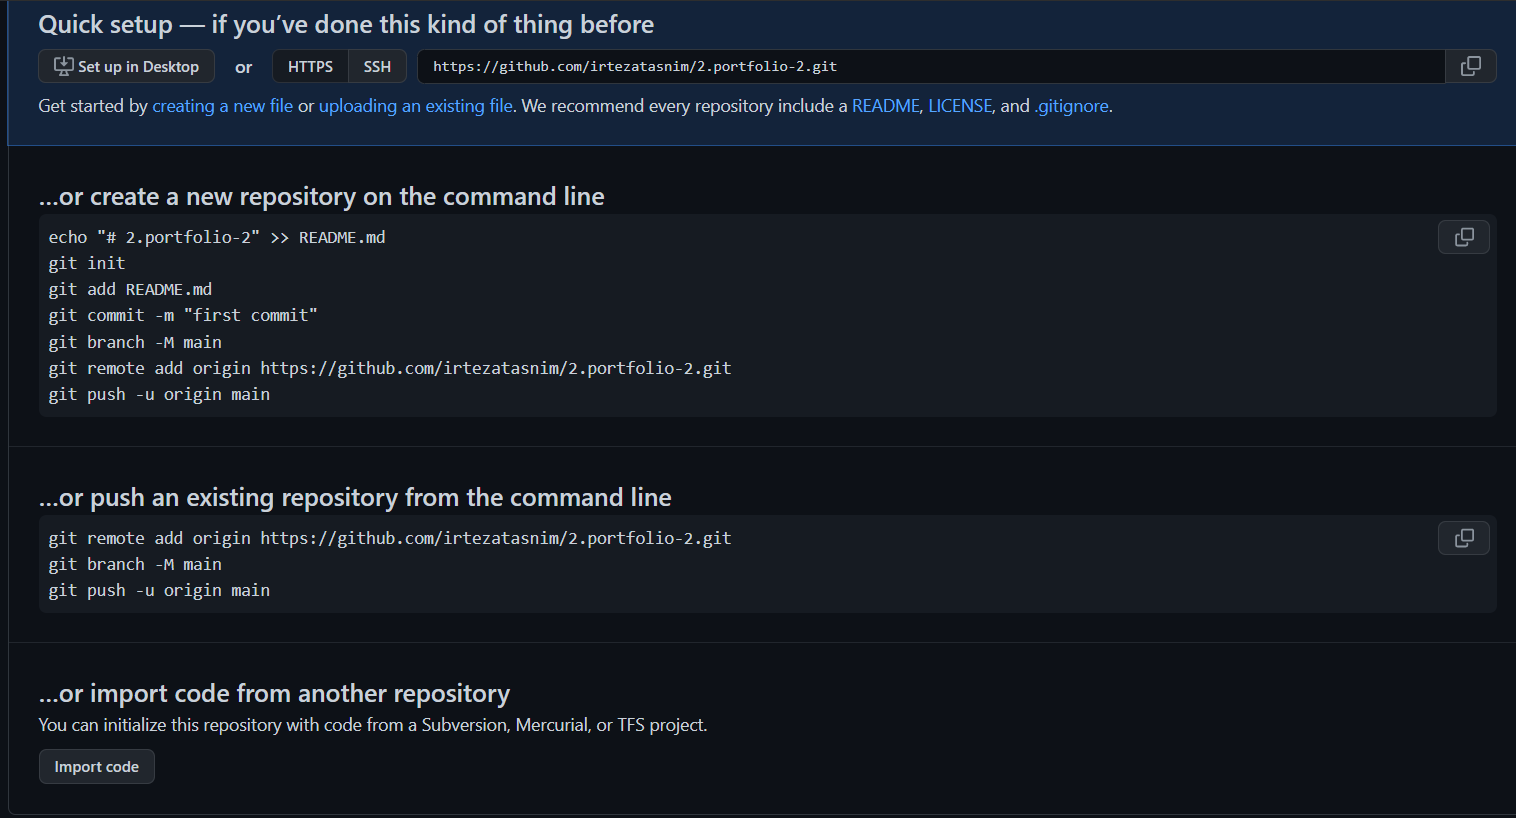 Quick setup — if you’ve done this kind of thing before
Set up in Desktop or HTTPS SSH https://github.com/irtezatasnim/2.portfolio-2.git
Get started by creating a new file or uploading an existing file. We recommend every repository include a README, LICENSE, and .gitignore.
…or create a new repository on the command line
echo "# 2.portfolio-2" >> README.md
git init
git add README.md
git commit -m "first commit"
git branch -M main
git remote add origin https://github.com/irtezatasnim/2.portfolio-2.git
git push -u origin main
…or push an existing repository from the command line
git remote add origin https://github.com/irtezatasnim/2.portfolio-2.git
git branch -M main
git push -u origin main
…or import code from another repository
You can initialize this repository with code from a Subversion, Mercurial, or TFS project.
Import code